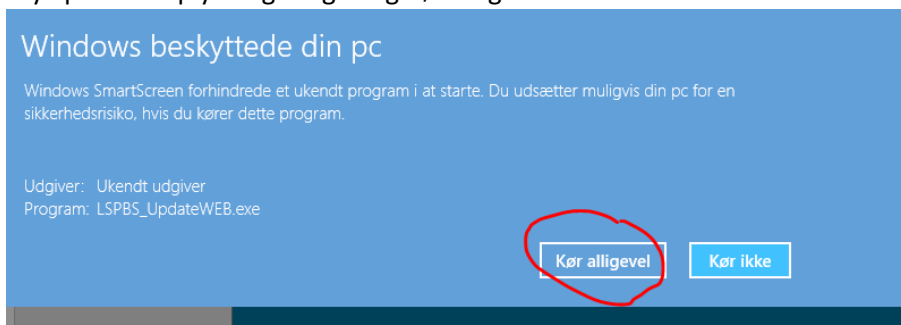 Windows beskyttede din pc
Windows SmartScreen forhindrede et ukendt program i at starte. Du udsætter muligvis din pc for en
sikkerhedsrisiko, hvis du kører dette program.
Udgiver: Ukendt udgiver
Program: LSPBS_UpdateWEB.exe
Kør alligevel Kør ikke